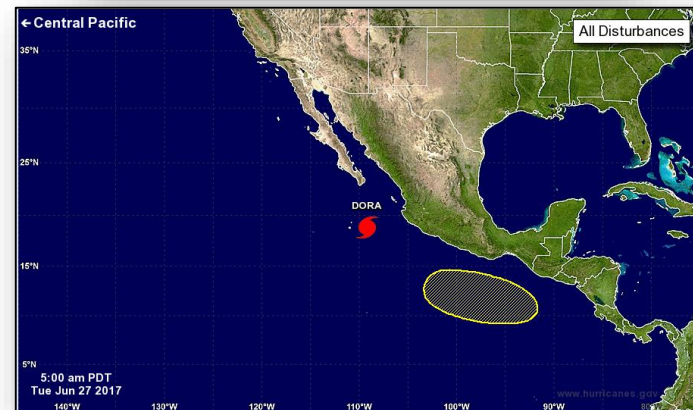 ← Central Pacific
All Disturbances
35°N
25°N
DORA
15°N
5°N
5:00 am PDT
Tue Jun 27 2017
www.hurricanes.gov
140°W
130°W
120°W
110°W
100°W
90°W
80°W